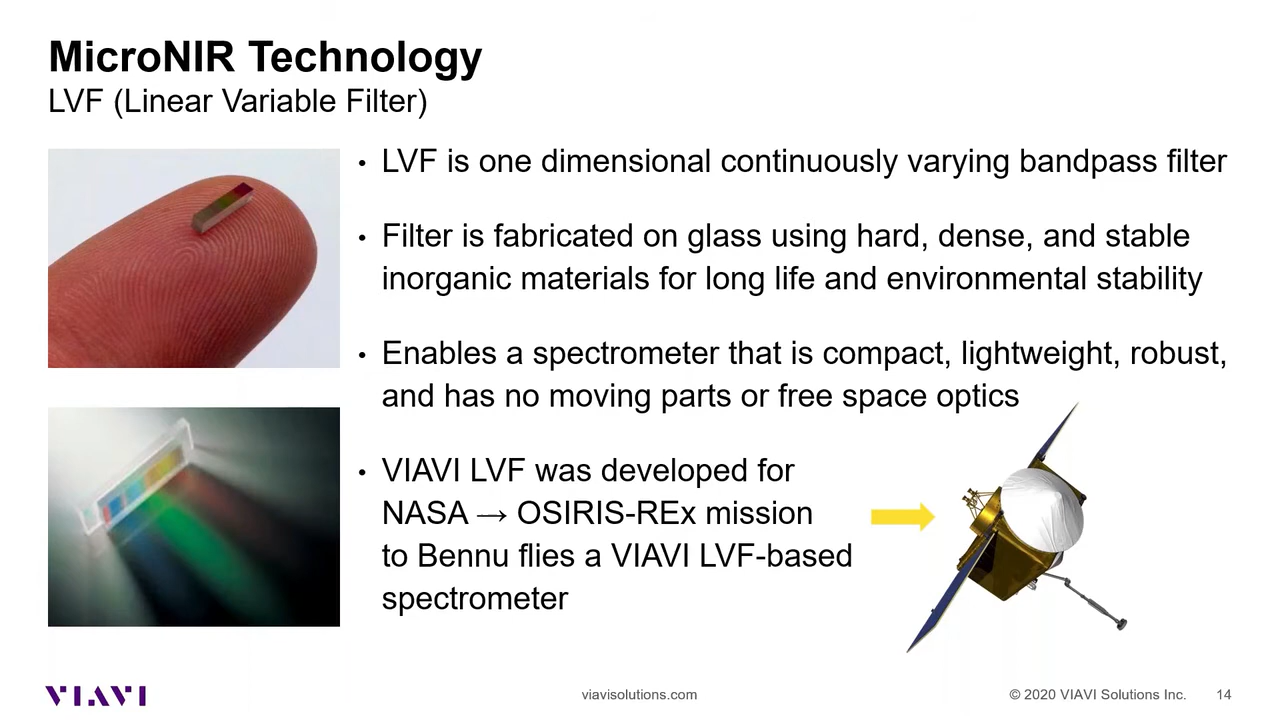 MicroNIR Technology
LVF (Linear Variable Filter)
• LVF is one dimensional continuously varying bandpass filter
• Filter is fabricated on glass using hard, dense, and stable
inorganic materials for long life and environmental stability
• Enables a spectrometer that is compact, lightweight, robust,
and has no moving parts or free space optics
• VIAVI LVF was developed for
NASA → OSIRIS-REx mission
to Bennu flies a VIAVI LVF-based
spectrometer
VIAVI
viavisolutions.com
© 2020 VIAVI Solutions Inc.
14